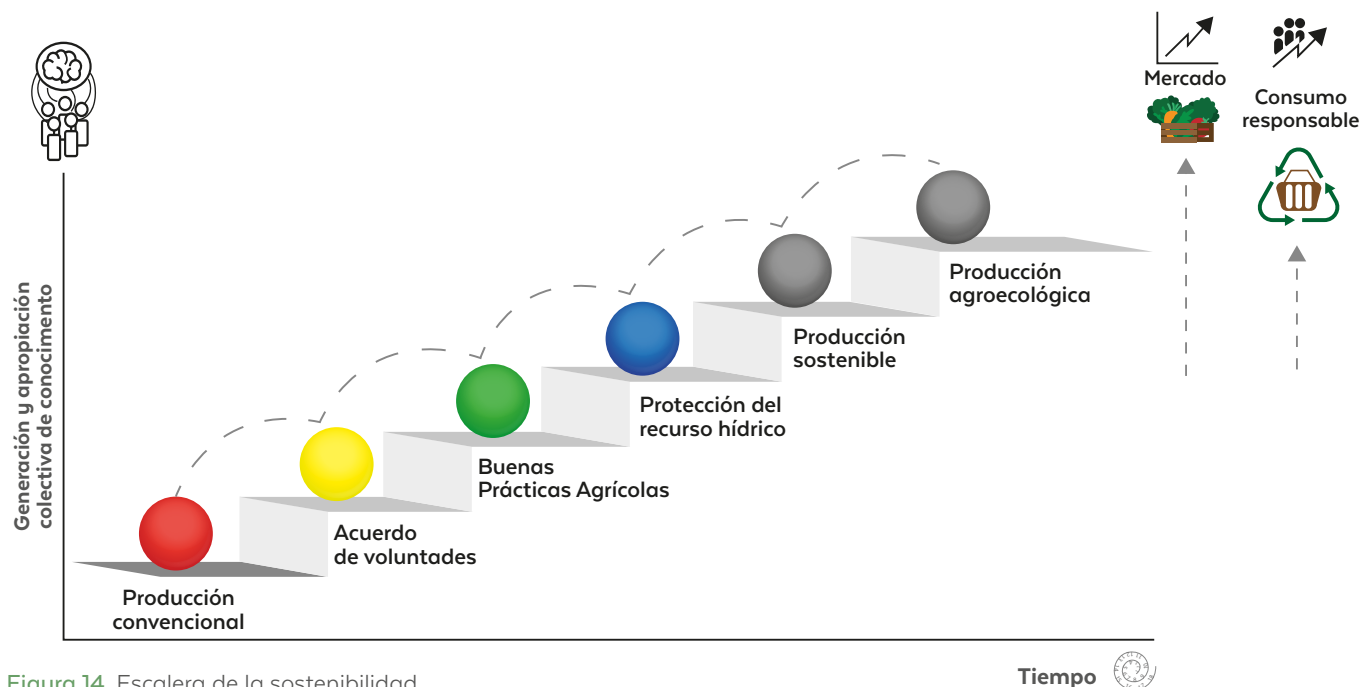 Mercado
Consumo
responsable
Generación y apropiación
colectiva de conocimento
Producción
agroecológica
Producción
sostenible
Protección del
recurso hídrico
Buenas
Prácticas Agrícolas
Acuerdo
de voluntades
Producción
convencional
Tiempo
Figura 14. Escalera de la sostenibilidad